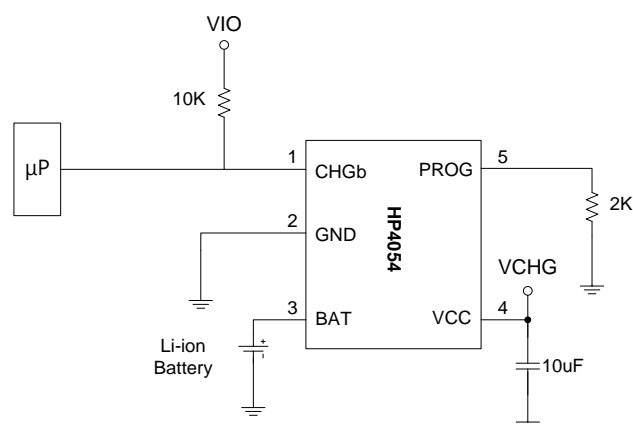 VIO
10K
μP
1
CHGb
PROG
5
2
GND
HP4054
2K
VCHG
3
BAT
VCC
4
Li-ion
Battery
+
-
10uF